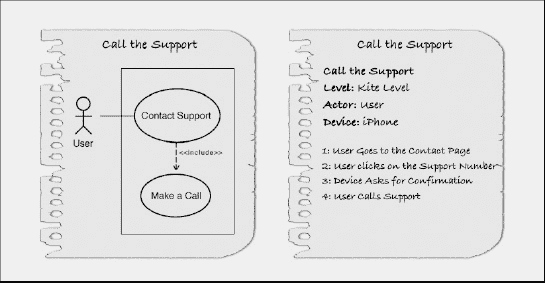 Call the Support
Contact Support
User
<<include>>
Make a Call
Call the Support
Call the Support
Level: Kite Level
Actor: User
Device: iPhone
1: User Goes to the Contact Page
2: User clicks on the Support Number
3: Device Asks for Confirmation
4: User Calls Support